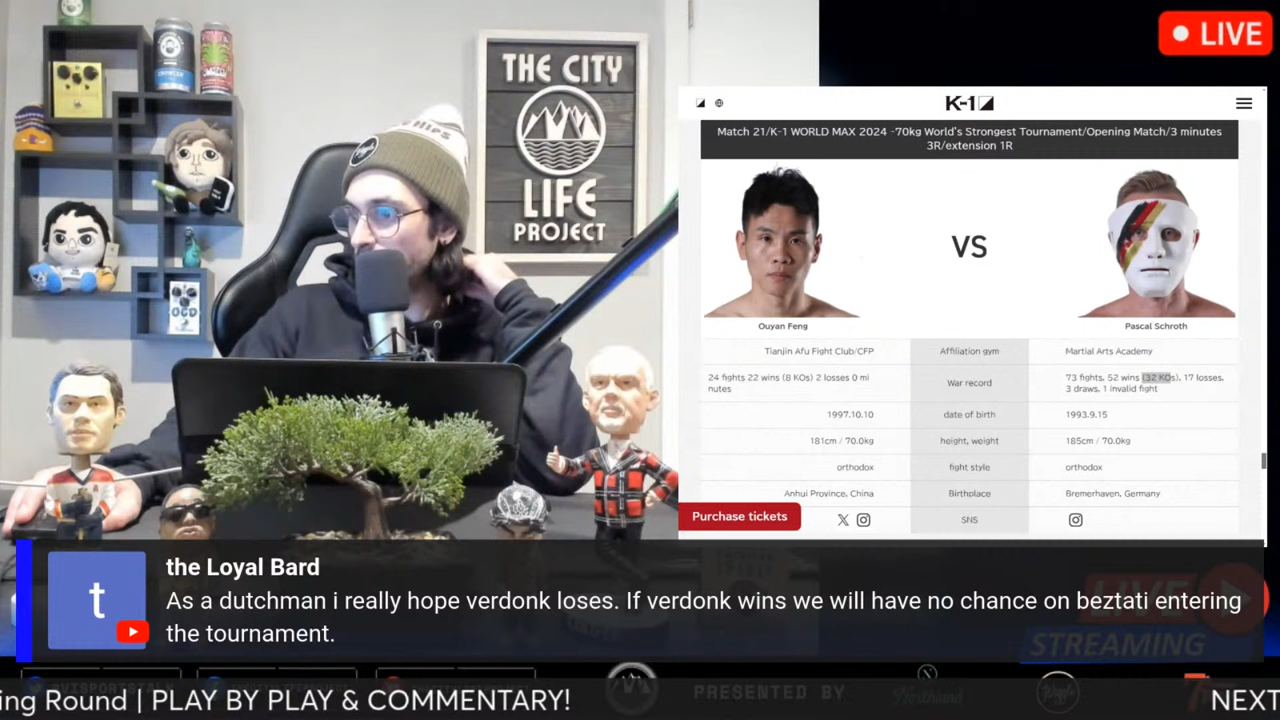 LIVE
THE CITY
LIFE
PROJECT
OCD
K-1
Match 21/K-1 WORLD MAX 2024 -70kg World's Strongest Tournament/Opening Match/3 minutes
3R/extension 1R
VS
Ouyan Feng
Pascal Schroth
Tianjin Afu Fight Club/CFP
Affiliation gym
Martial Arts Academy
24 fights 22 wins (8 KOs) 2 losses 0 mi
nutes
War record
73 fights, 52 wins (32 KOs), 17 losses,
3 draws, 1 invalid fight
1997.10.10
date of birth
1993.9.15
181cm / 70.0kg
height, weight
185cm / 70.0kg
orthodox
fight style
orthodox
Anhui Province, China
Birthplace
Bremerhaven, Germany
Purchase tickets
SNS
t
the Loyal Bard
As a dutchman i really hope verdonk loses. If verdonk wins we will have no chance on beztati entering
the tournament.
LIVE
STREAMING
PRESENTED BY
ing Round | PLAY BY PLAY & COMMENTARY!
NEXT